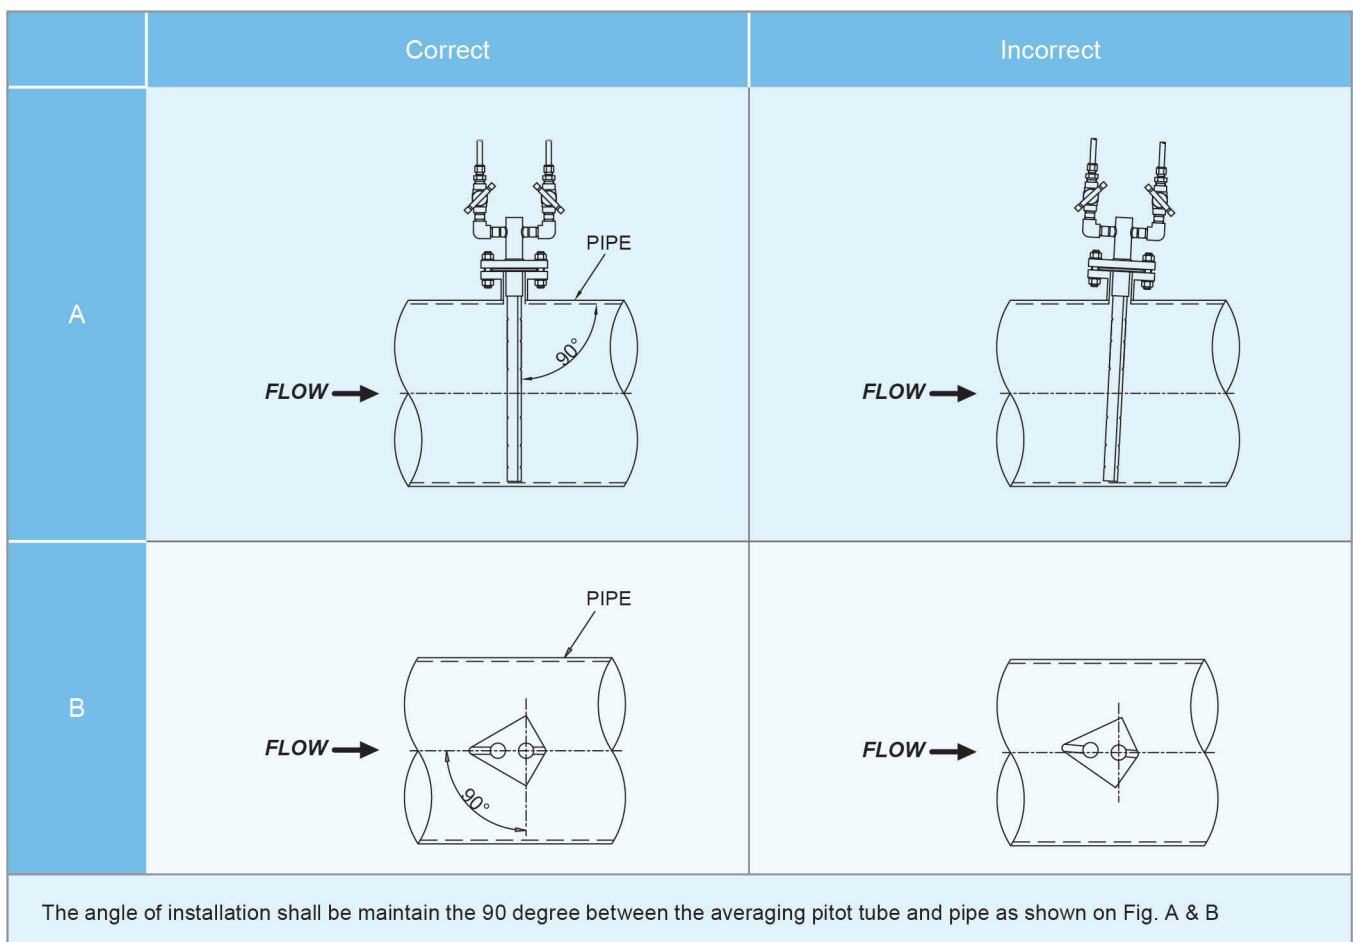 Correct
Incorrect
A
PIPE
90°
FLOW
FLOW
B
PIPE
FLOW
90°
FLOW
The angle of installation shall be maintain the 90 degree between the averaging pitot tube and pipe as shown on Fig. A & B